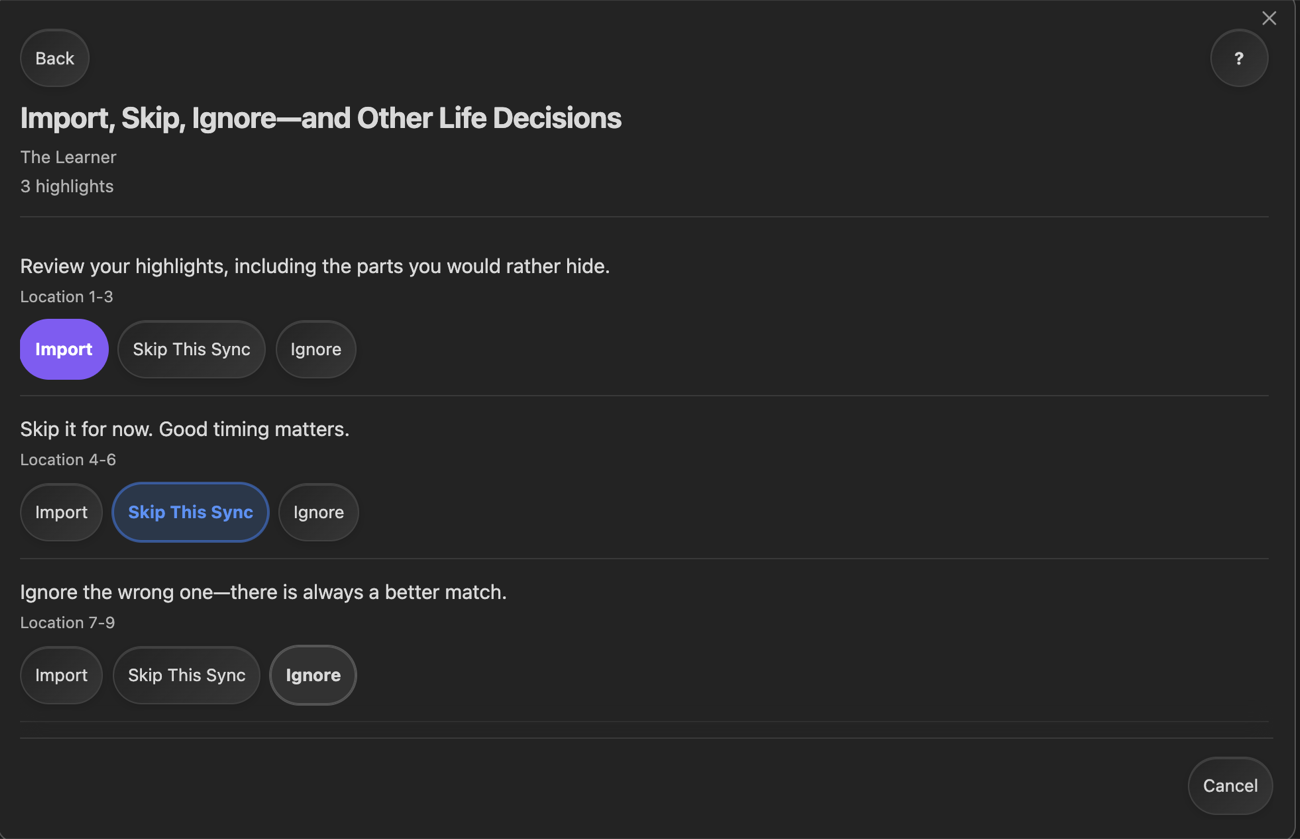 Back
?
Import, Skip, Ignore—and Other Life Decisions
The Learner
3 highlights
Review your highlights, including the parts you would rather hide.
Location 1-3
Import Skip This Sync Ignore
Skip it for now. Good timing matters.
Location 4-6
Import Skip This Sync Ignore
Ignore the wrong one—there is always a better match.
Location 7-9
Import Skip This Sync Ignore
Cancel